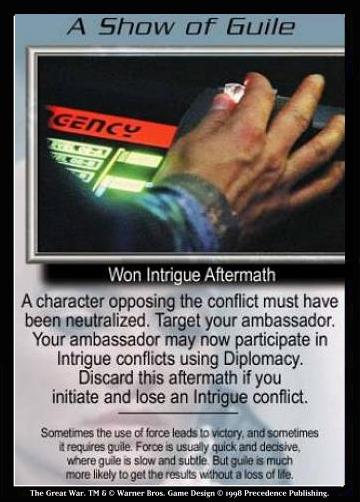 A Show of Guile
GENCY
Won Intrigue Aftermath
A character opposing the conflict must have
been neutralized. Target your ambassador.
Your ambassador may now participate in
Intrigue conflicts using Diplomacy.
Discard this aftermath if you
initiate and lose an Intrigue conflict.
Sometimes the use of force leads to victory, and sometimes
it requires guile. Force is usually quick and decisive,
where guile is slow and subtle. But guile is much
more likely to get the results without a loss of life.
The Great War. TM & © Warner Bros. Game Design © 1998 Precedence Publishing.